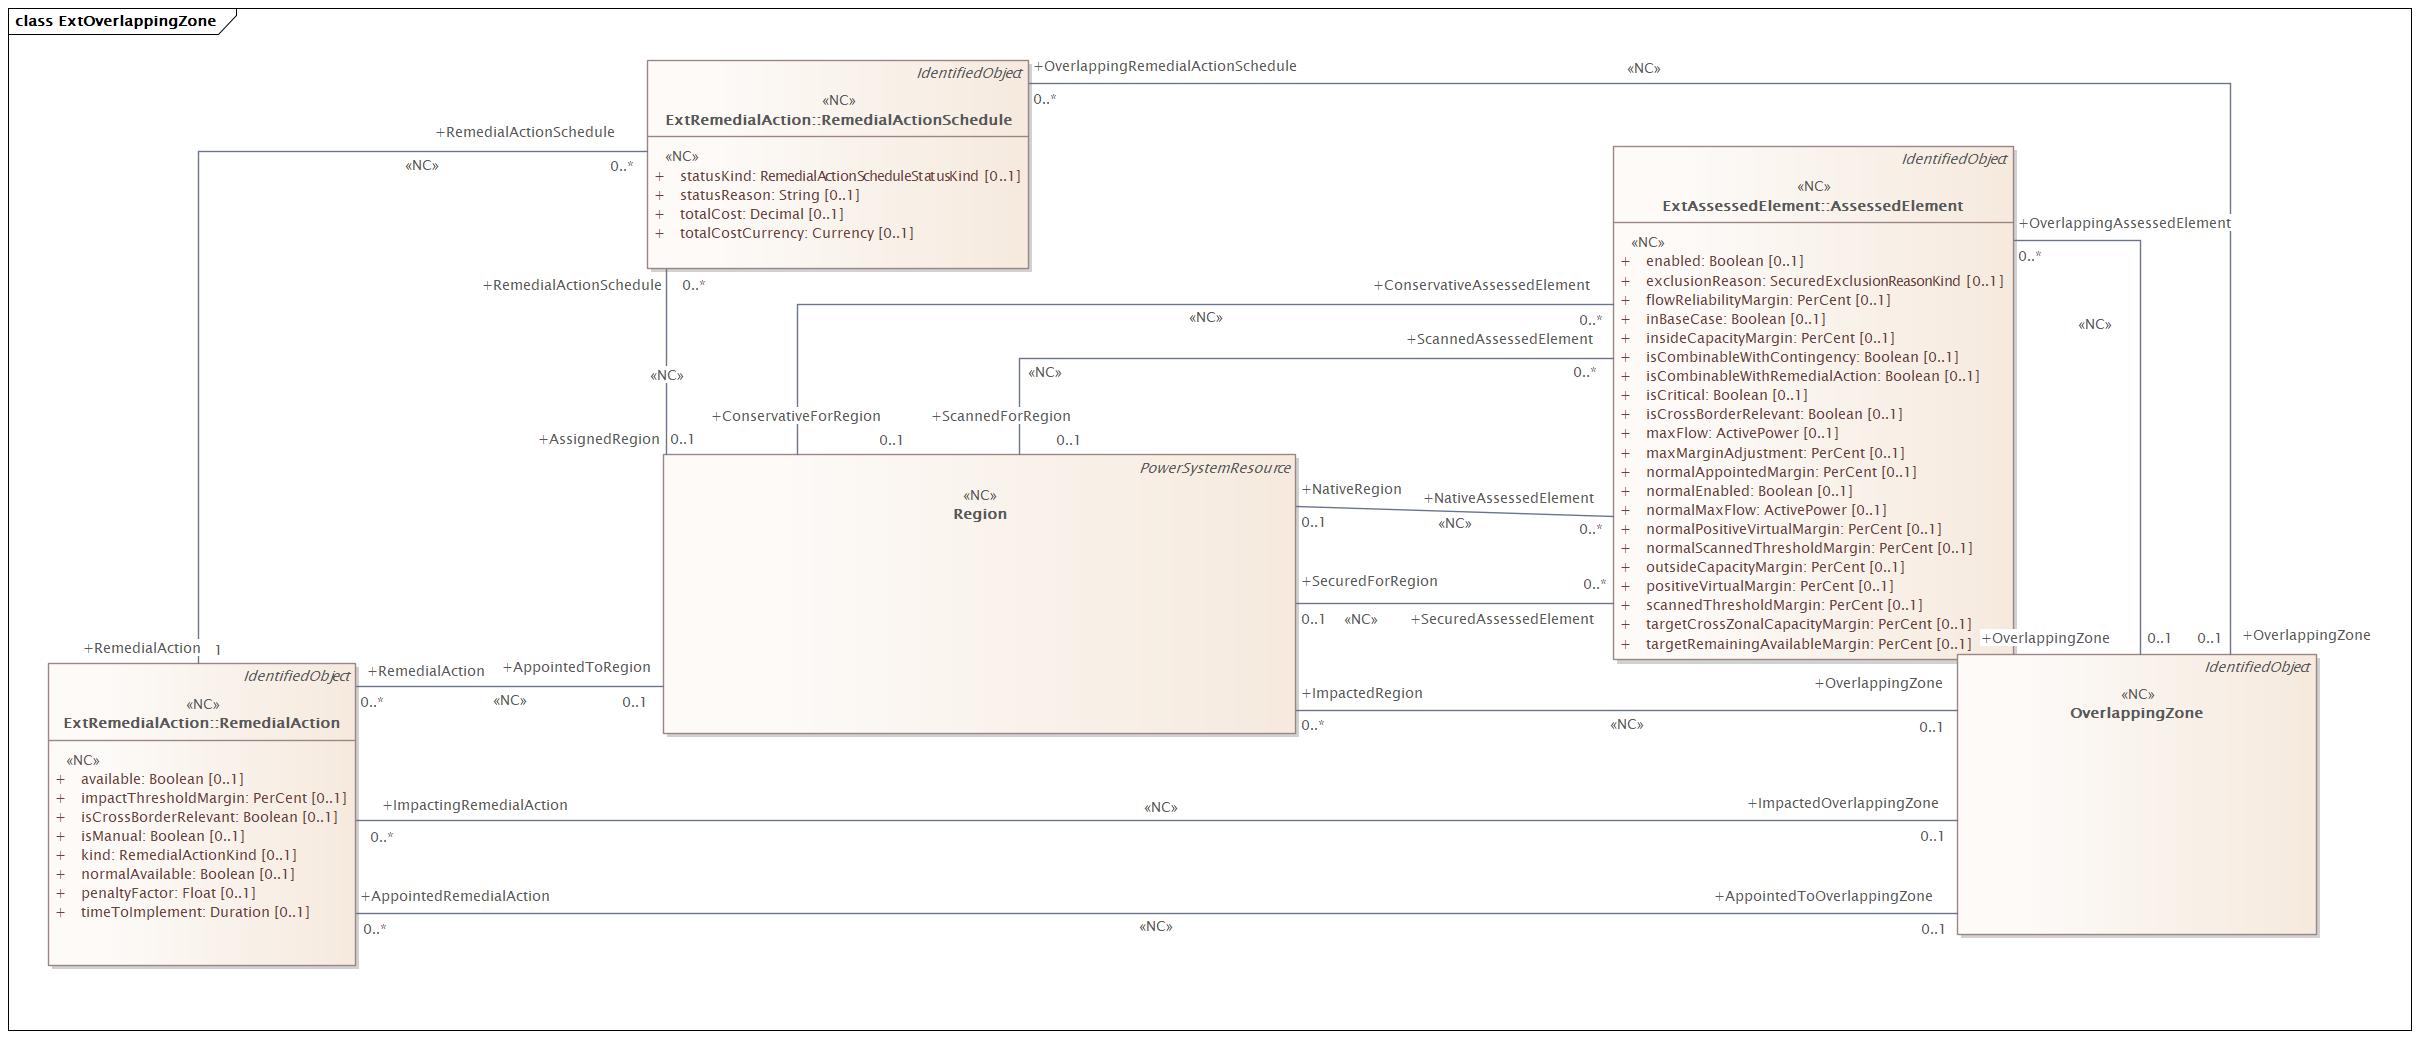 class ExtOverlappingZone
IdentifiedObject
«NC»
ExtRemedialAction::RemedialActionSchedule
«NC»
+ statusKind: RemedialActionScheduleStatusKind [0..1]
+ statusReason: String [0..1]
+ totalCost: Decimal [0..1]
+ totalCostCurrency: Currency [0..1]
+OverlappingRemedialActionSchedule
0..*
«NC»
+RemedialActionSchedule
«NC»
0..*
+RemedialActionSchedule
0..*
«NC»
+AssignedRegion
0..1
IdentifiedObject
«NC»
ExtAssessedElement::AssessedElement
«NC»
+ enabled: Boolean [0..1]
+ exclusionReason: SecuredExclusionReasonKind [0..1]
+ flowReliabilityMargin: PerCent [0..1]
+ inBaseCase: Boolean [0..1]
+ insideCapacityMargin: PerCent [0..1]
+ isCombinableWithContingency: Boolean [0..1]
+ isCombinableWithRemedialAction: Boolean [0..1]
+ isCritical: Boolean [0..1]
+ isCrossBorderRelevant: Boolean [0..1]
+ maxFlow: ActivePower [0..1]
+ maxMarginAdjustment: PerCent [0..1]
+ normalAppointedMargin: PerCent [0..1]
+ normalEnabled: Boolean [0..1]
+ normalMaxFlow: ActivePower [0..1]
+ normalPositiveVirtualMargin: PerCent [0..1]
+ normalScannedThresholdMargin: PerCent [0..1]
+ outsideCapacityMargin: PerCent [0..1]
+ positiveVirtualMargin: PerCent [0..1]
+ scannedThresholdMargin: PerCent [0..1]
+ targetCrossZonalCapacityMargin: PerCent [0..1]
+ targetRemainingAvailableMargin: PerCent [0..1]
+OverlappingAssessedElement
0..*
«NC»
+ConservativeAssessedElement
«NC»
0..*
+ScannedAssessedElement
«NC»
0..*
+ConservativeForRegion
0..1
+ScannedForRegion
0..1
PowerSystemResource
«NC»
Region
+NativeRegion
+NativeAssessedElement
0..1
«NC»
0..*
+SecuredForRegion
0..*
0..1
«NC»
+SecuredAssessedElement
+OverlappingZone
0..1
0..1
+OverlappingZone
+RemedialAction
1
+RemedialAction
+AppointedToRegion
0..*
«NC»
0..1
+ImpactedRegion
+OverlappingZone
0..*
«NC»
0..1
IdentifiedObject
«NC»
OverlappingZone
IdentifiedObject
«NC»
ExtRemedialAction::RemedialAction
«NC»
+ available: Boolean [0..1]
+ impactThresholdMargin: PerCent [0..1]
+ isCrossBorderRelevant: Boolean [0..1]
+ isManual: Boolean [0..1]
+ kind: RemedialActionKind [0..1]
+ normalAvailable: Boolean [0..1]
+ penaltyFactor: Float [0..1]
+ timeToImplement: Duration [0..1]
+ImpactingRemedialAction
«NC»
+ImpactedOverlappingZone
0..*
0..1
+AppointedRemedialAction
+AppointedToOverlappingZone
0..*
«NC»
0..1